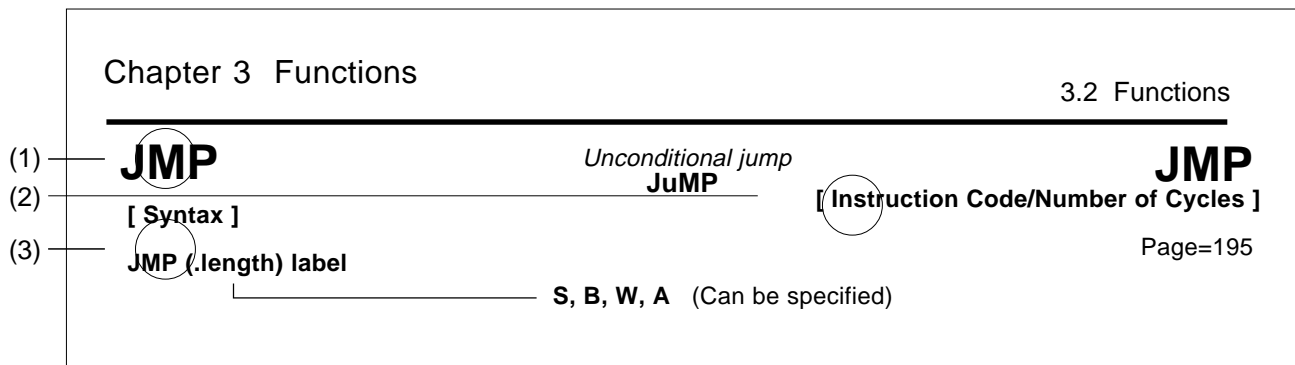 Chapter 3 Functions
3.2 Functions
(1) JMP Unconditional jump JMP
JuMP
(2) [ Instruction Code/Number of Cycles ]
[ Syntax ]
(3) JMP (.length) label Page=195
S, B, W, A (Can be specified)